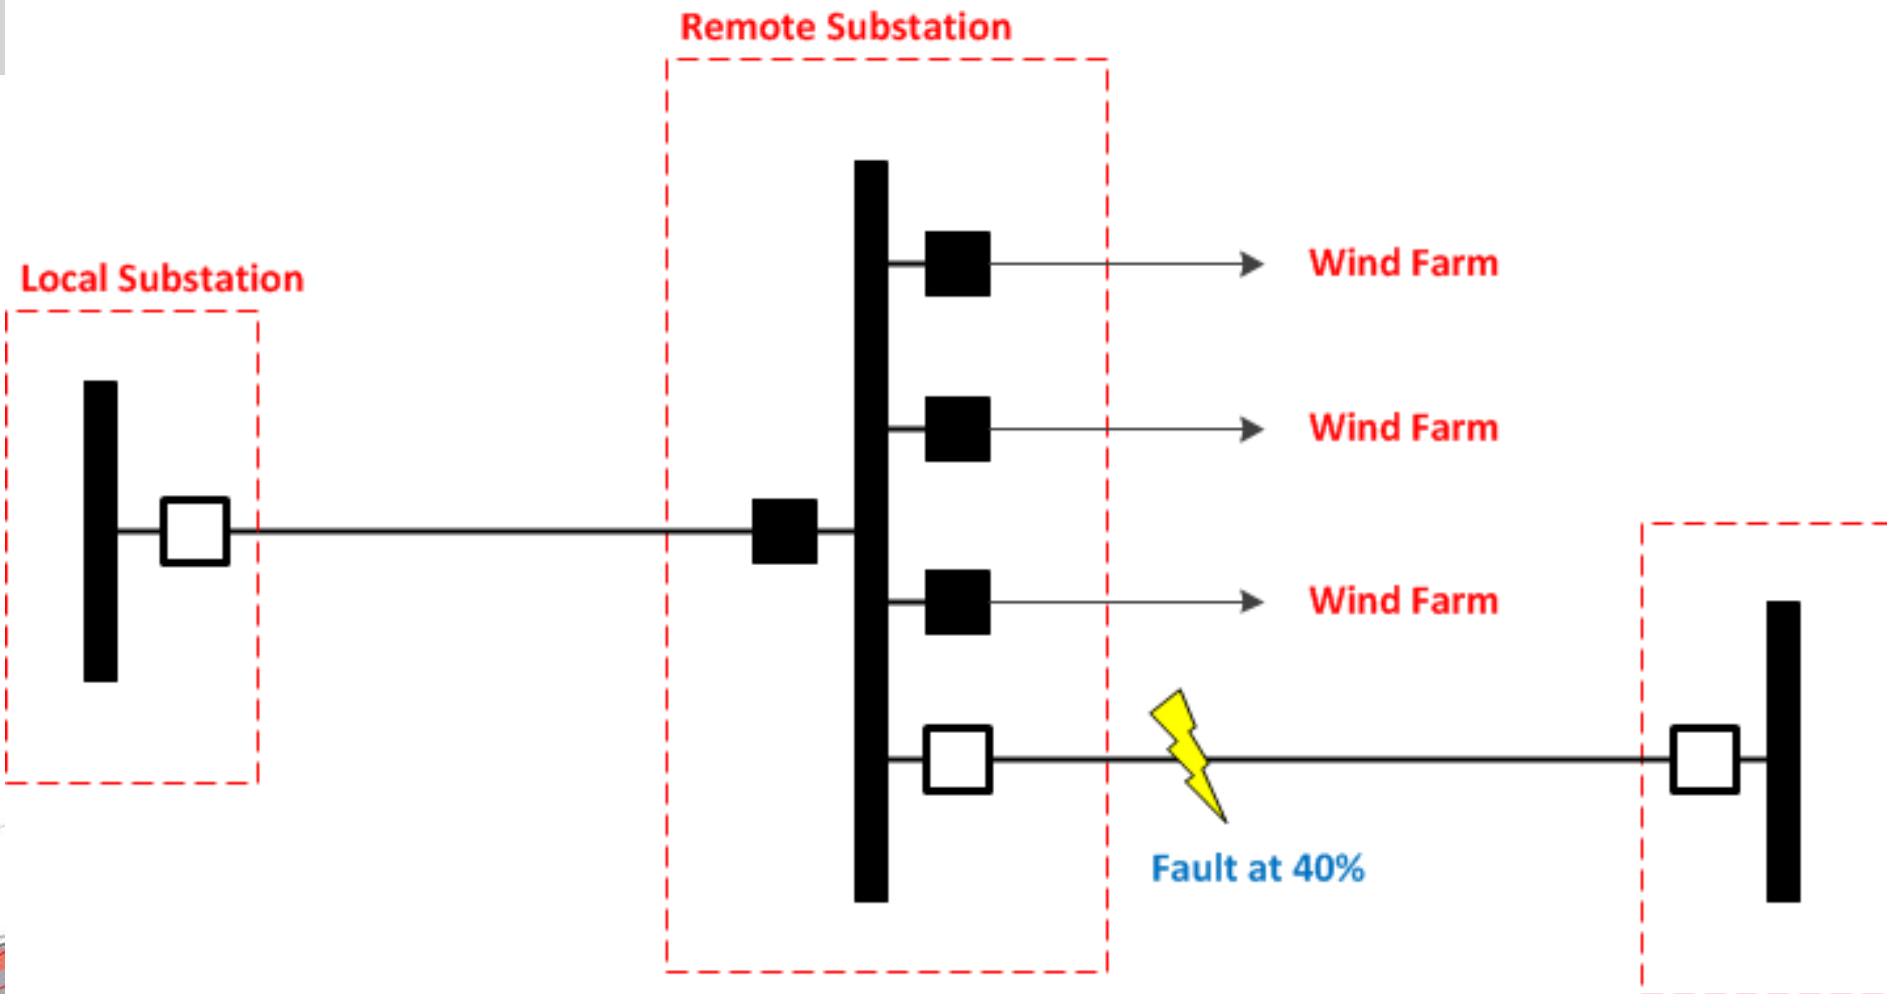 Remote Substation
Local Substation
Wind Farm
Wind Farm
Wind Farm
Fault at 40%